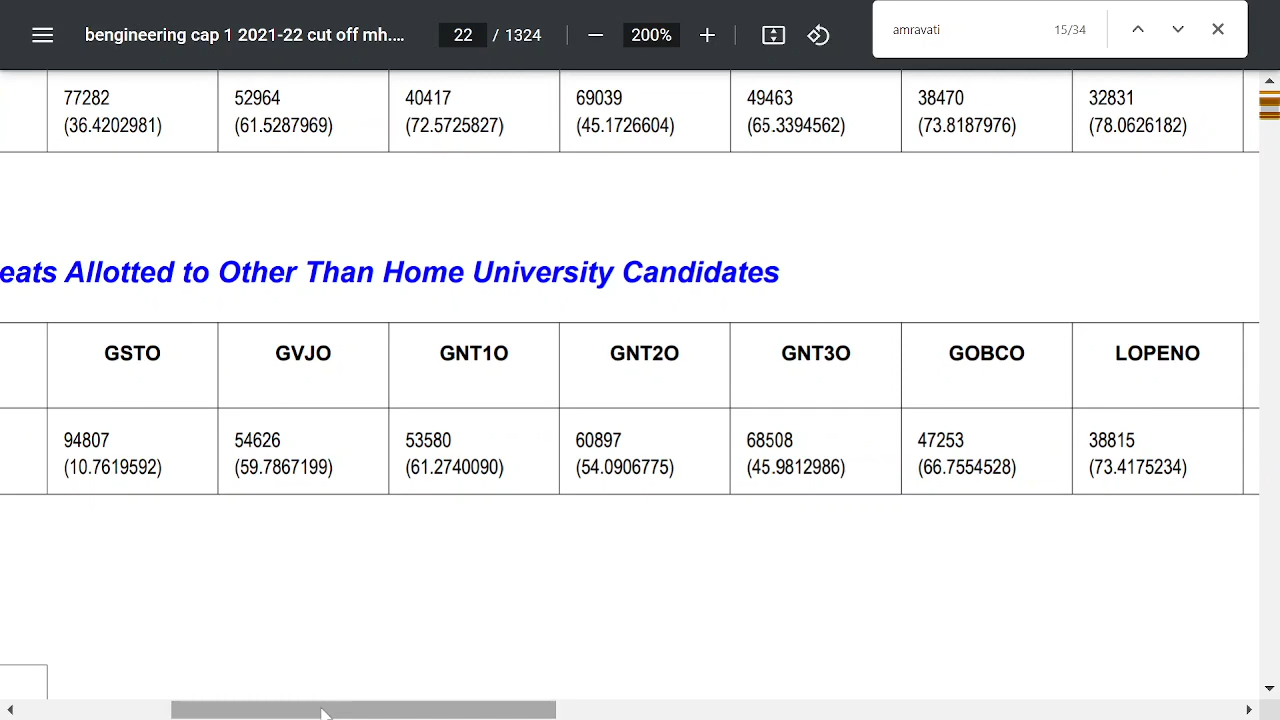 bengineering cap 1 2021-22 cut off mh.... 22 / 1324 200% amravati 15/34
77282 52964 40417 69039 49463 38470 32831
(36.4202981) (61.5287969) (72.5725827) (45.1726604) (65.3394562) (73.8187976) (78.0626182)
eats Allotted to Other Than Home University Candidates
GSTO GVJO GNT1O GNT2O GNT3O GOBCO LOPENO
94807 54626 53580 60897 68508 47253 38815
(10.7619592) (59.7867199) (61.2740090) (54.0906775) (45.9812986) (66.7554528) (73.4175234)